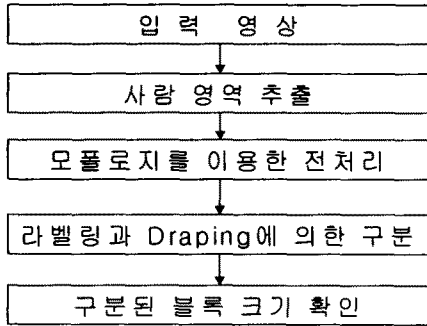 입력 영상
사람 영역 추출
모폴로지를 이용한 전처리
라벨링과 Draping에 의한 구분
구분된 블록 크기 확인